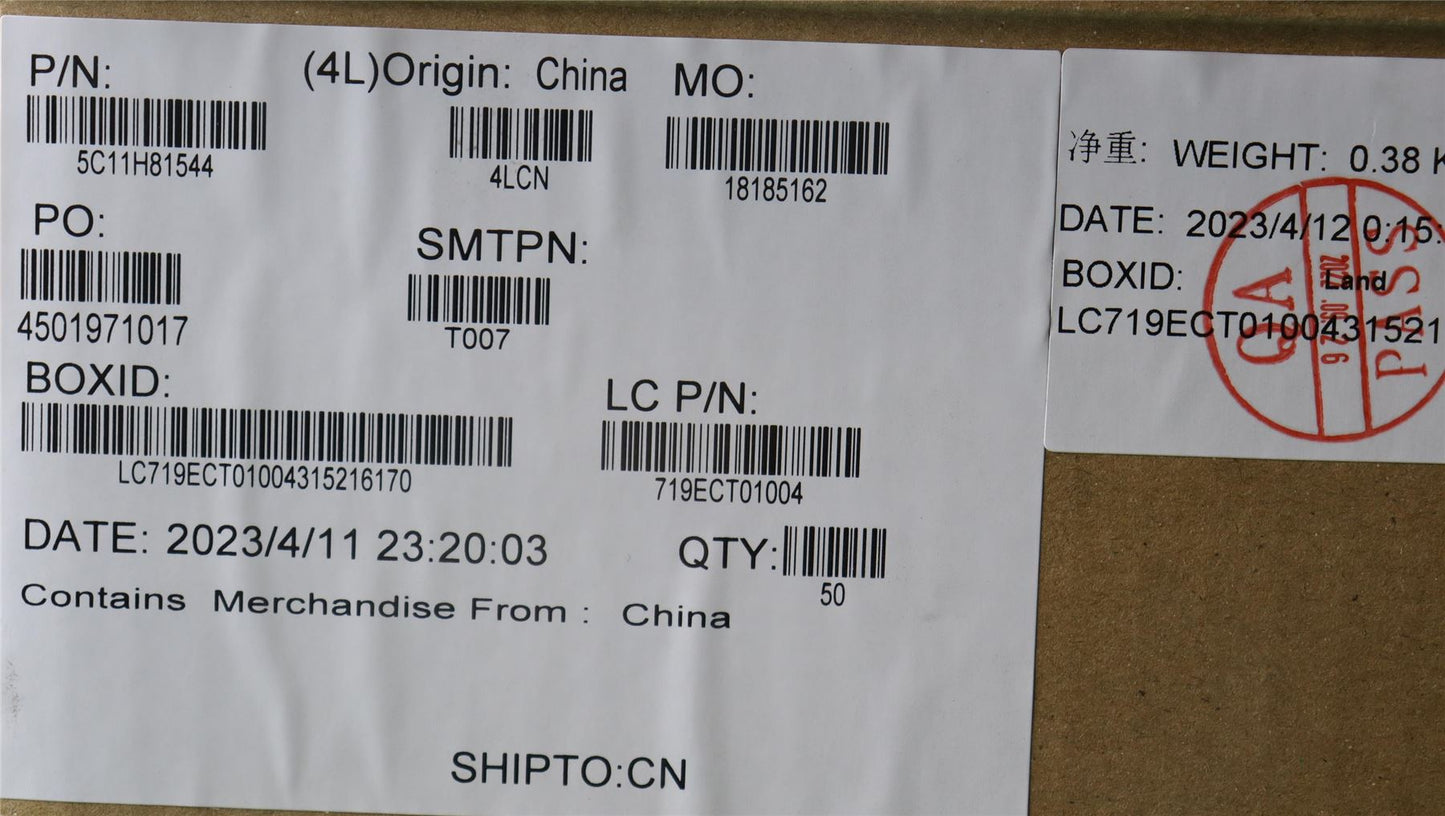 P/N:
5C11H81544
(4L)Origin: China
4LCN
MO:
18185162
PO:
4501971017
SMTPN:
T007
BOXID:
LC719ECT01004315216170
LC P/N:
719ECT01004
DATE: 2023/4/11 23:20:03
QTY:
50
Contains Merchandise From : China
SHIPTO:CN
净重: WEIGHT: 0.38 K
DATE: 2023/4/12 0:15:
BOXID: Land
LC719ECT01004315521
QA
PASS